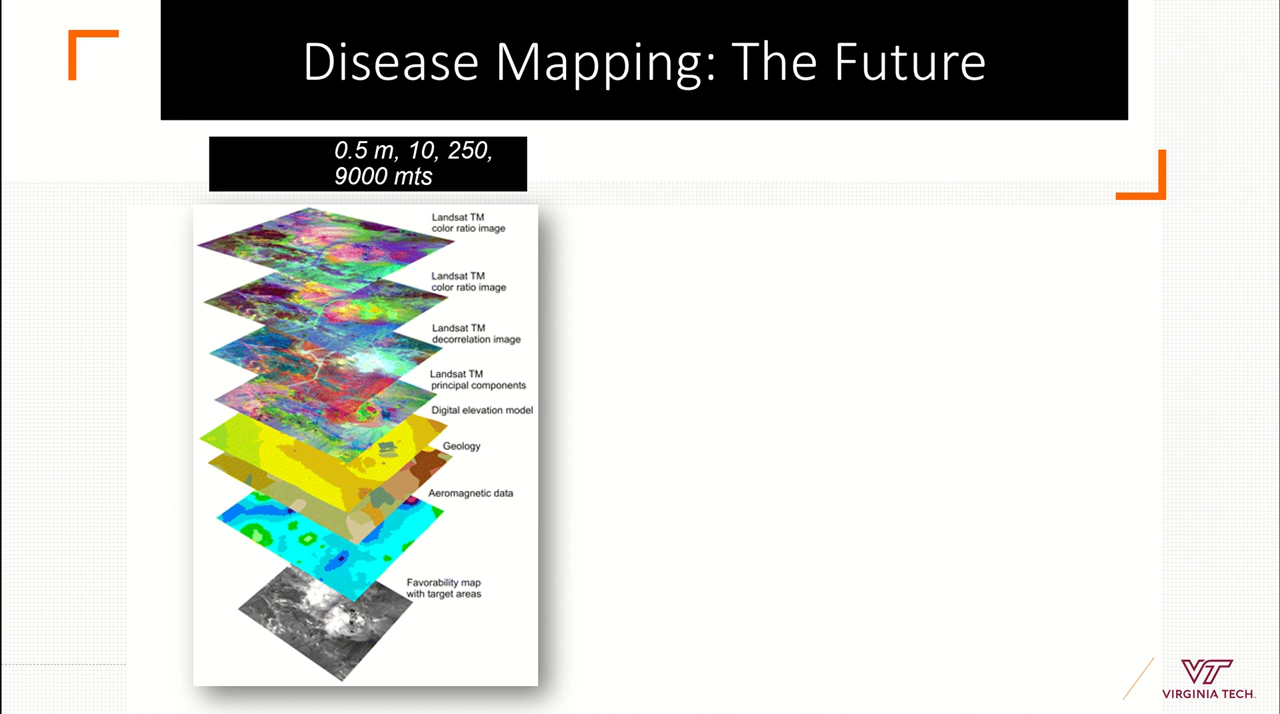 Disease Mapping: The Future
0.5 m, 10, 250,
9000 mts
Landsat TM
color ratio image
Landsat TM
color ratio image
Landsat TM
decorrelation image
Landsat TM
principal components
Digital elevation model
Geology
Aeromagnetic data
Favorability map
with target areas
VT
VIRGINIA TECH.